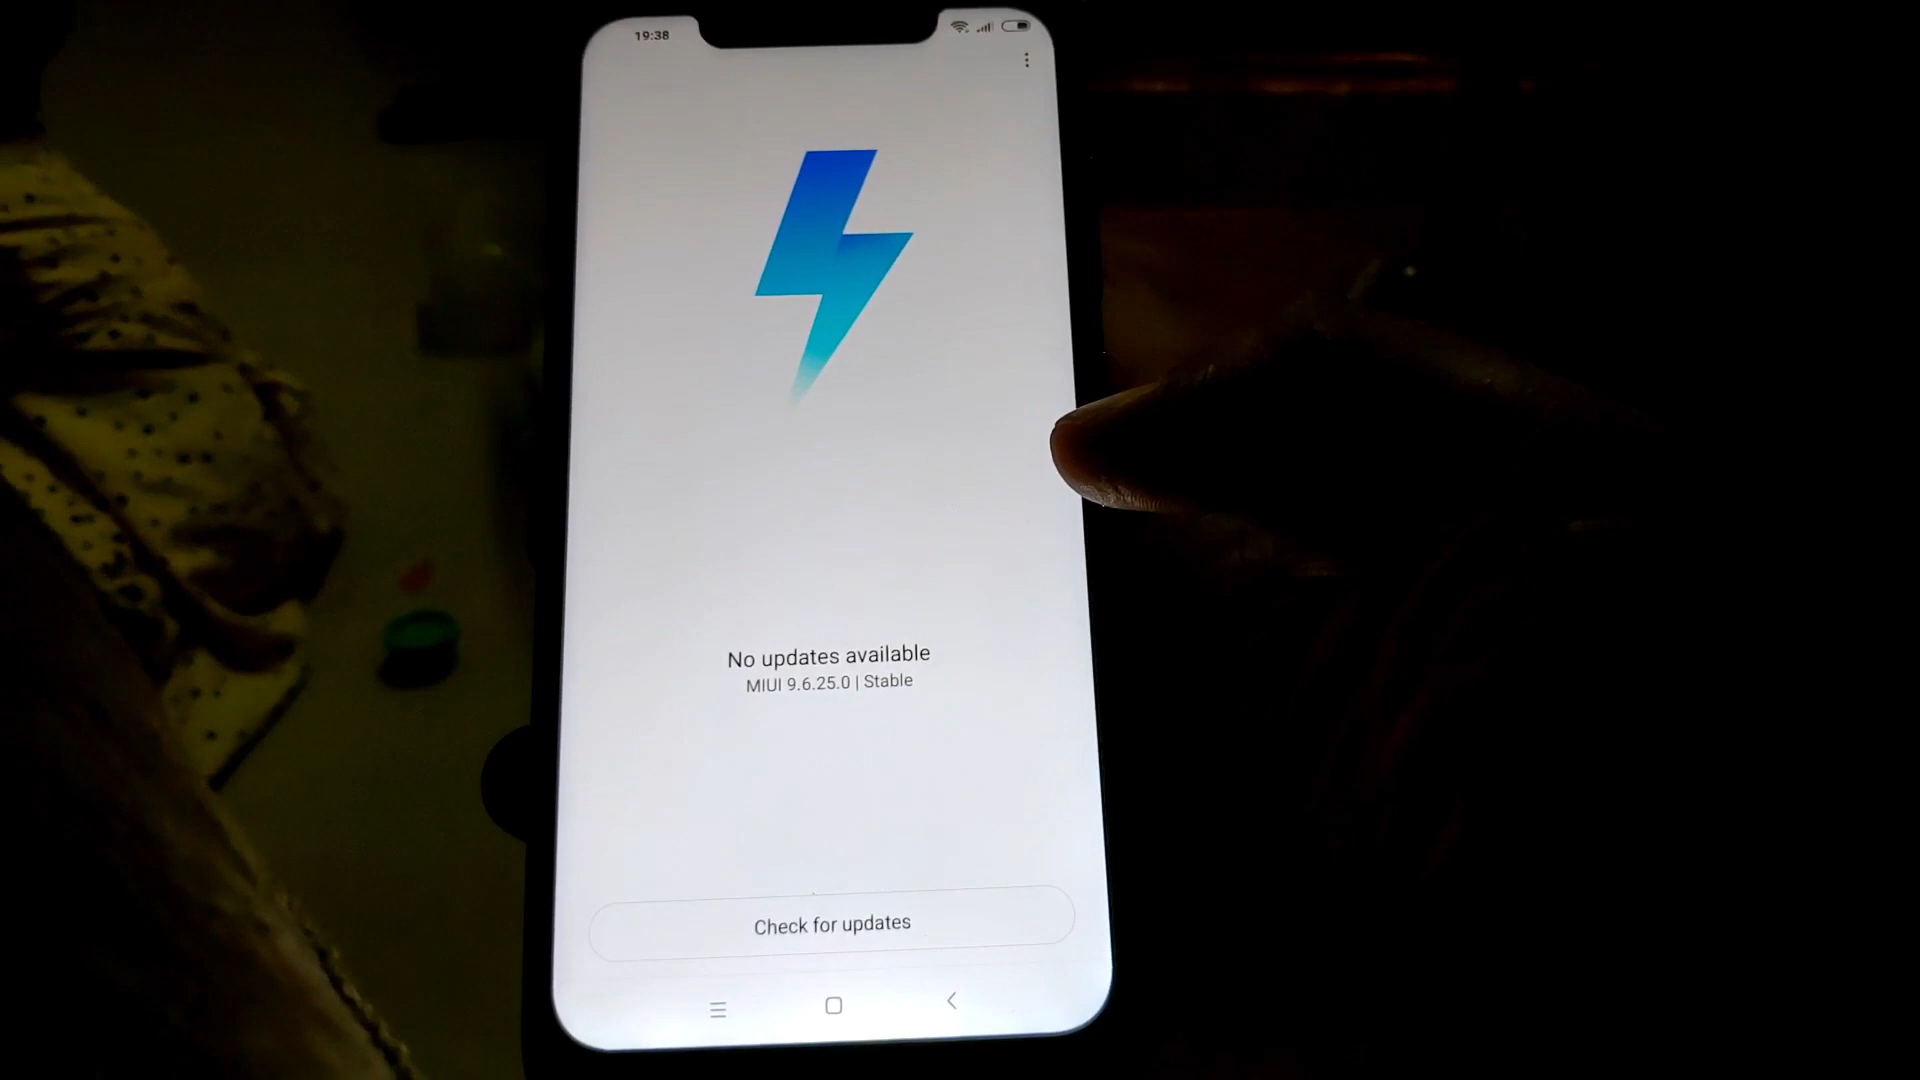 19:38
No updates available
MIUI 9.6.25.0 | Stable
Check for updates